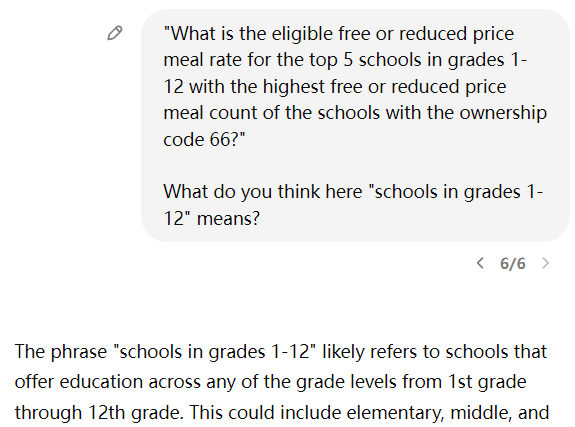 "What is the eligible free or reduced price
meal rate for the top 5 schools in grades 1-
12 with the highest free or reduced price
meal count of the schools with the ownership
code 66?"
What do you think here "schools in grades 1-
12" means?
< 6/6 >
The phrase "schools in grades 1-12" likely refers to schools that
offer education across any of the grade levels from 1st grade
through 12th grade. This could include elementary, middle, and